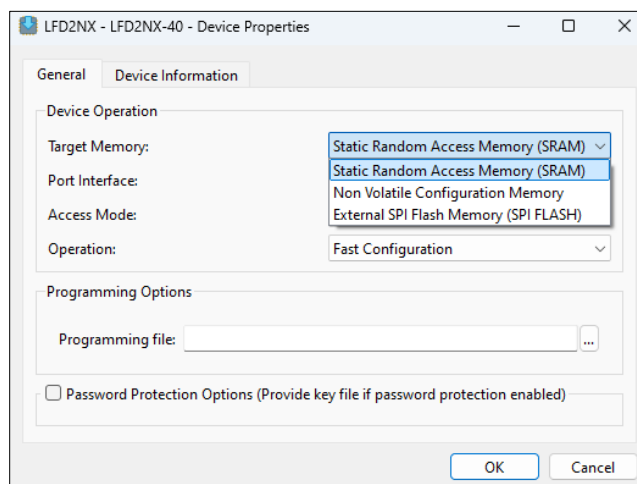 LFD2NX - LFD2NX-40 - Device Properties
General
Device Information
Device Operation
Target Memory:
Static Random Access Memory (SRAM)
Static Random Access Memory (SRAM)
Port Interface:
Non Volatile Configuration Memory
Access Mode:
External SPI Flash Memory (SPI FLASH)
Operation:
Fast Configuration
Programming Options
Programming file:
...
Password Protection Options (Provide key file if password protection enabled)
OK
Cancel